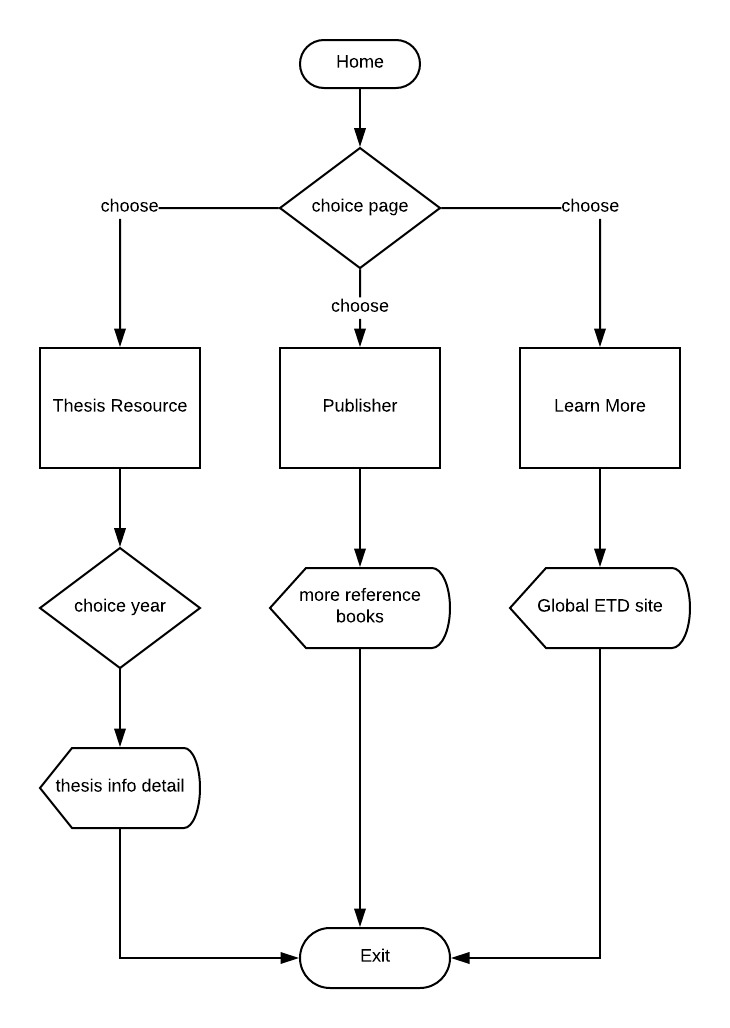 Home
choice page
choose
choose
choose
Thesis Resource
Publisher
Learn More
choice year
more reference
books
Global ETD site
thesis info detail
Exit